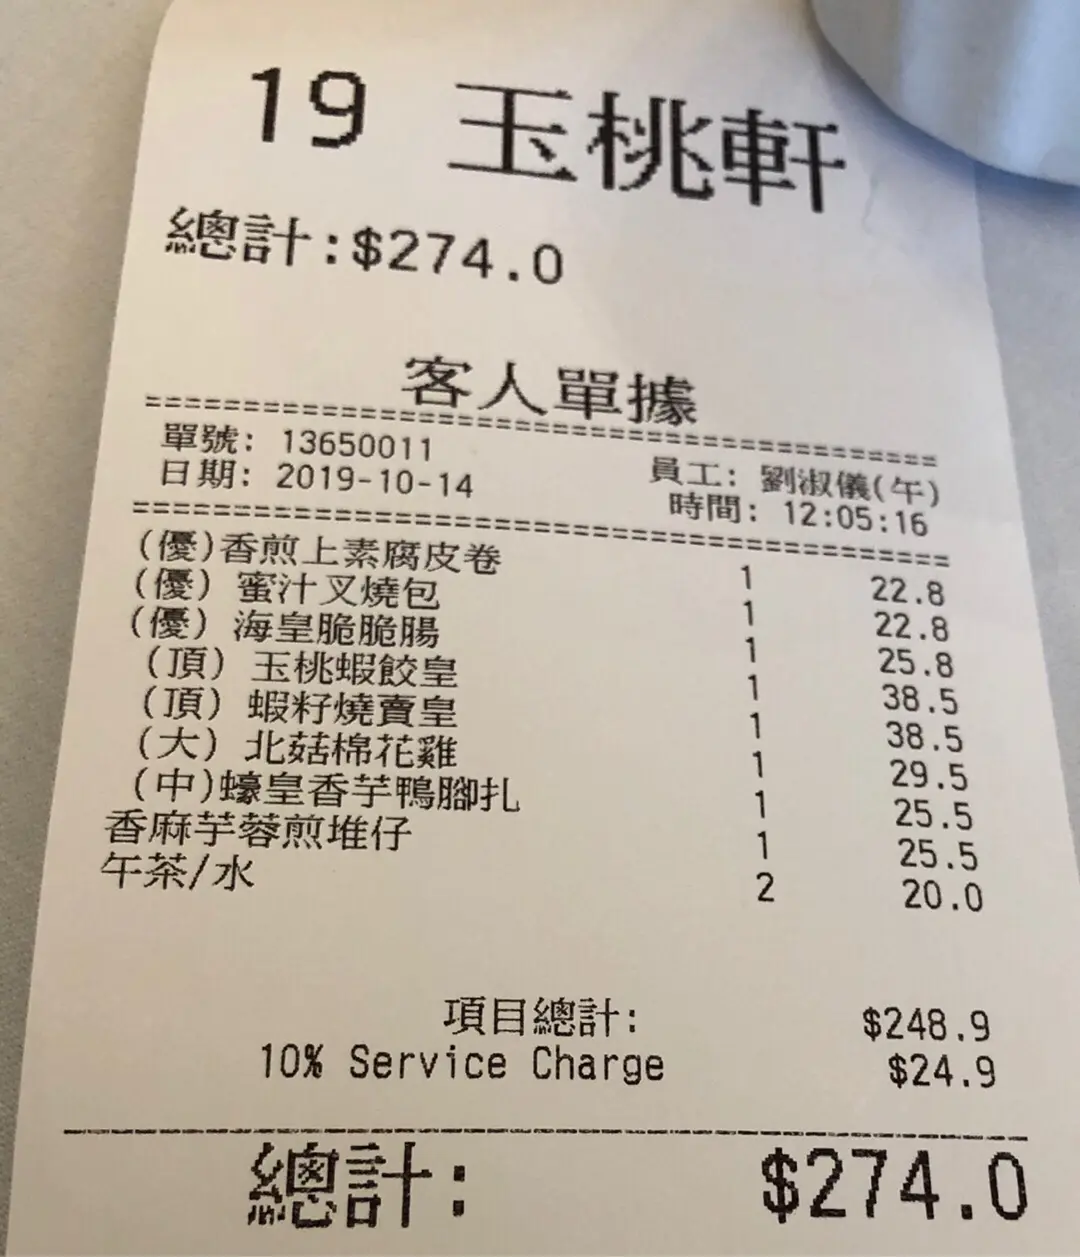 19 玉桃軒
總計:$274.0
客人單據
單號: 13650011 員工: 劉淑儀(午)
日期: 2019-10-14 時間: 12:05:16
(優)香煎上素腐皮卷 1 22.8
(優) 蜜汁叉燒包 1 22.8
(優) 海皇脆脆腸 1 25.8
(頂) 玉桃蝦餃皇 1 38.5
(頂) 蝦籽燒賣皇 1 38.5
(大) 北菇棉花雞 1 29.5
(中)蠔皇香芋鴨腳扎 1 25.5
香麻芋蓉煎堆仔 1 25.5
午茶/水 2 20.0
項目總計: $248.9
10% Service Charge $24.9
總計: $274.0